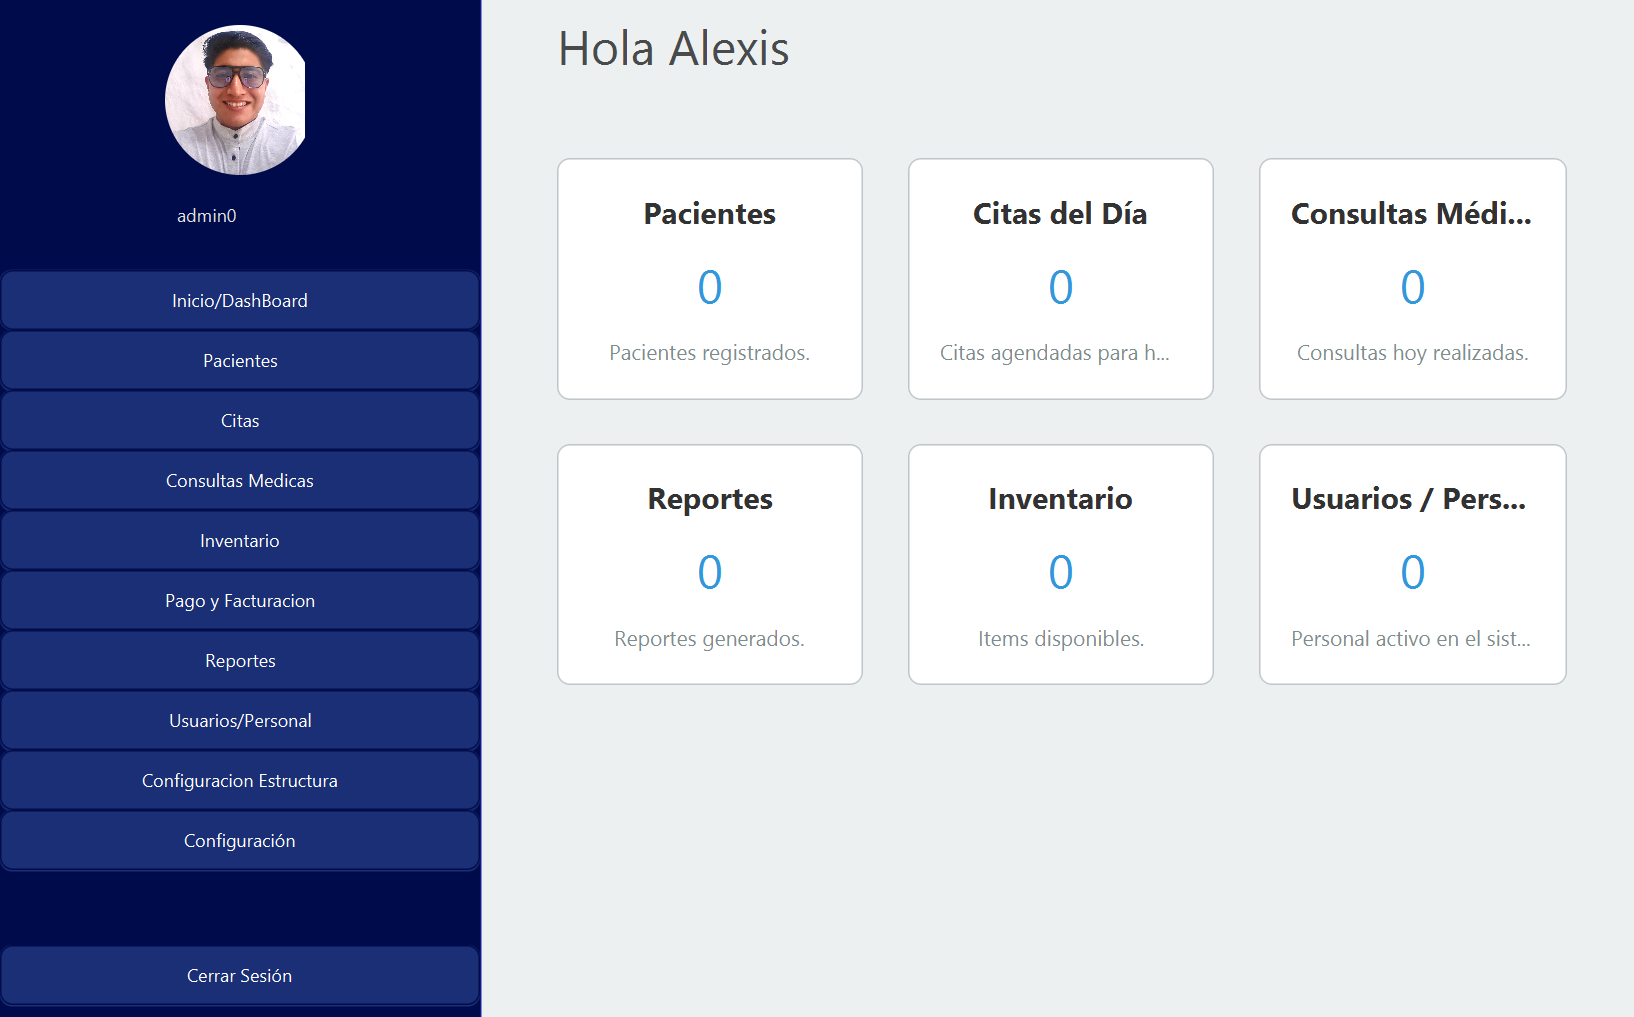 admin0
Inicio/DashBoard
Pacientes
Citas
Consultas Medicas
Inventario
Pago y Facturacion
Reportes
Usuarios/Personal
Configuracion Estructura
Configuración
Cerrar Sesión
Hola Alexis
Pacientes
0
Pacientes registrados.
Citas del Día
0
Citas agendadas para h...
Consultas Médi...
0
Consultas hoy realizadas.
Reportes
0
Reportes generados.
Inventario
0
Items disponibles.
Usuarios / Pers...
0
Personal activo en el sist...